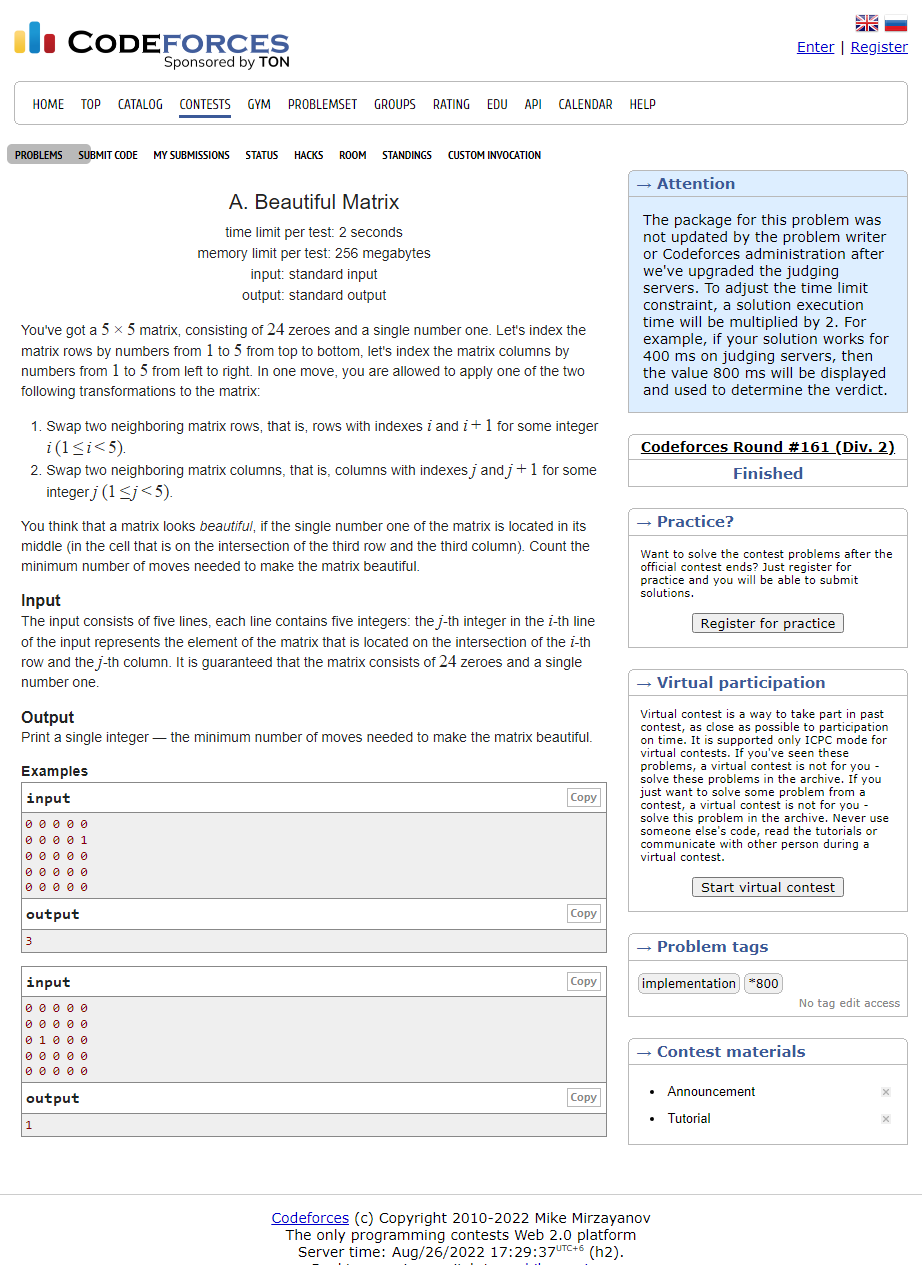 CODEFORCES
Sponsored by TON
Enter | Register
HOME TOP CATALOG CONTESTS GYM PROBLEMSET GROUPS RATING EDU API CALENDAR HELP
PROBLEMS SUBMIT CODE MY SUBMISSIONS STATUS HACKS ROOM STANDINGS CUSTOM INVOCATION
A. Beautiful Matrix
time limit per test: 2 seconds
memory limit per test: 256 megabytes
input: standard input
output: standard output
You've got a 5 × 5 matrix, consisting of 24 zeroes and a single number one. Let's index the
matrix rows by numbers from 1 to 5 from top to bottom, let's index the matrix columns by
numbers from 1 to 5 from left to right. In one move, you are allowed to apply one of the two
following transformations to the matrix:
1. Swap two neighboring matrix rows, that is, rows with indexes i and i + 1 for some integer
i (1 ≤ i < 5).
2. Swap two neighboring matrix columns, that is, columns with indexes j and j + 1 for some
integer j (1 ≤ j < 5).
You think that a matrix looks beautiful, if the single number one of the matrix is located in its
middle (in the cell that is on the intersection of the third row and the third column). Count the
minimum number of moves needed to make the matrix beautiful.
Input
The input consists of five lines, each line contains five integers: the j-th integer in the i-th line
of the input represents the element of the matrix that is located on the intersection of the i-th
row and the j-th column. It is guaranteed that the matrix consists of 24 zeroes and a single
number one.
Output
Print a single integer — the minimum number of moves needed to make the matrix beautiful.
Examples
input Copy
0 0 0 0 0
0 0 0 0 1
0 0 0 0 0
0 0 0 0 0
0 0 0 0 0
output Copy
3
input Copy
0 0 0 0 0
0 0 0 0 0
0 1 0 0 0
0 0 0 0 0
0 0 0 0 0
output Copy
1
→ Attention
The package for this problem was
not updated by the problem writer
or Codeforces administration after
we've upgraded the judging
servers. To adjust the time limit
constraint, a solution execution
time will be multiplied by 2. For
example, if your solution works for
400 ms on judging servers, then
the value 800 ms will be displayed
and used to determine the verdict.
Codeforces Round #161 (Div. 2)
Finished
→ Practice?
Want to solve the contest problems after the
official contest ends? Just register for
practice and you will be able to submit
solutions.
Register for practice
→ Virtual participation
Virtual contest is a way to take part in past
contest, as close as possible to participation
on time. It is supported only ICPC mode for
virtual contests. If you've seen these
problems, a virtual contest is not for you -
solve these problems in the archive. If you
just want to solve some problem from a
contest, a virtual contest is not for you -
solve this problem in the archive. Never use
someone else's code, read the tutorials or
communicate with other person during a
virtual contest.
Start virtual contest
→ Problem tags
implementation *800
No tag edit access
→ Contest materials
• Announcement
• Tutorial
Codeforces (c) Copyright 2010-2022 Mike Mirzayanov
The only programming contests Web 2.0 platform
Server time: Aug/26/2022 17:29:37 UTC+6 (h2).